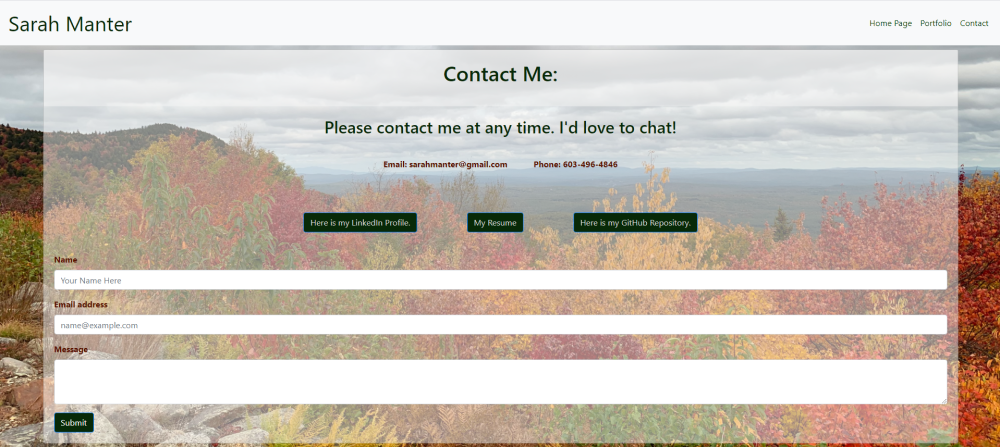 Sarah Manter
Home Page Portfolio Contact
Contact Me:
Please contact me at any time. I'd love to chat!
Email: sarahmanter@gmail.com Phone: 603-496-4846
Here is my LinkedIn Profile. My Resume Here is my GitHub Repository.
Name
Your Name Here
Email address
name@example.com
Message
Submit